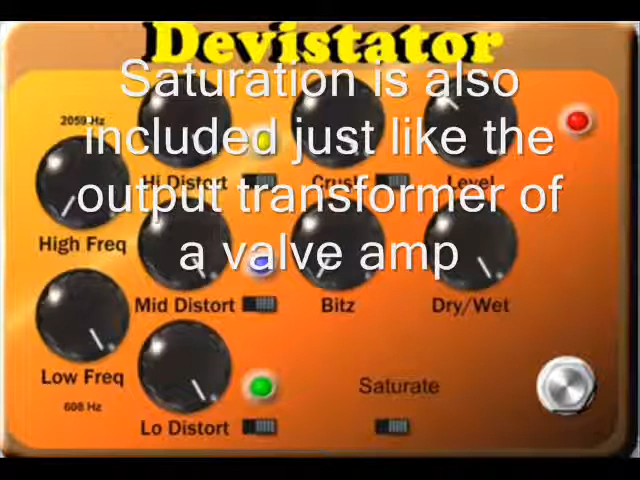 Devistator
Saturation is also
included just like the
output transformer of
a valve amp
2059 Hz
Hi Distort
Crush
Level
High Freq
Mid Distort
Bitz
Dry/Wet
Low Freq
608 Hz
Saturate
Lo Distort